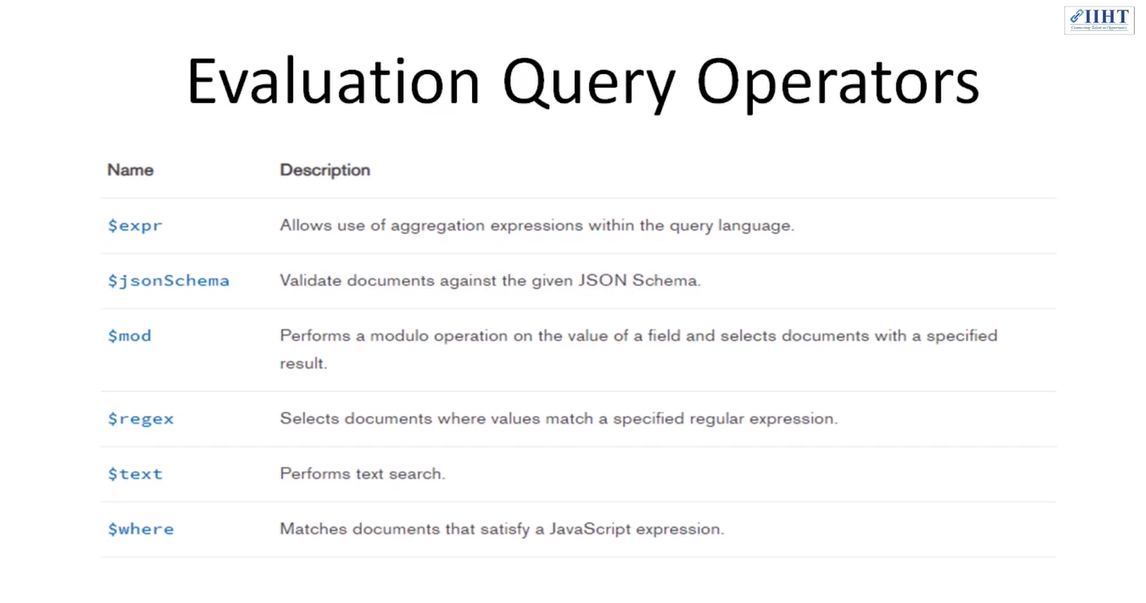 IIHT
Evaluation Query Operators
Name Description
$expr Allows use of aggregation expressions within the query language.
$jsonSchema Validate documents against the given JSON Schema.
$mod Performs a modulo operation on the value of a field and selects documents with a specified
result.
$regex Selects documents where values match a specified regular expression.
$text Performs text search.
$where Matches documents that satisfy a JavaScript expression.